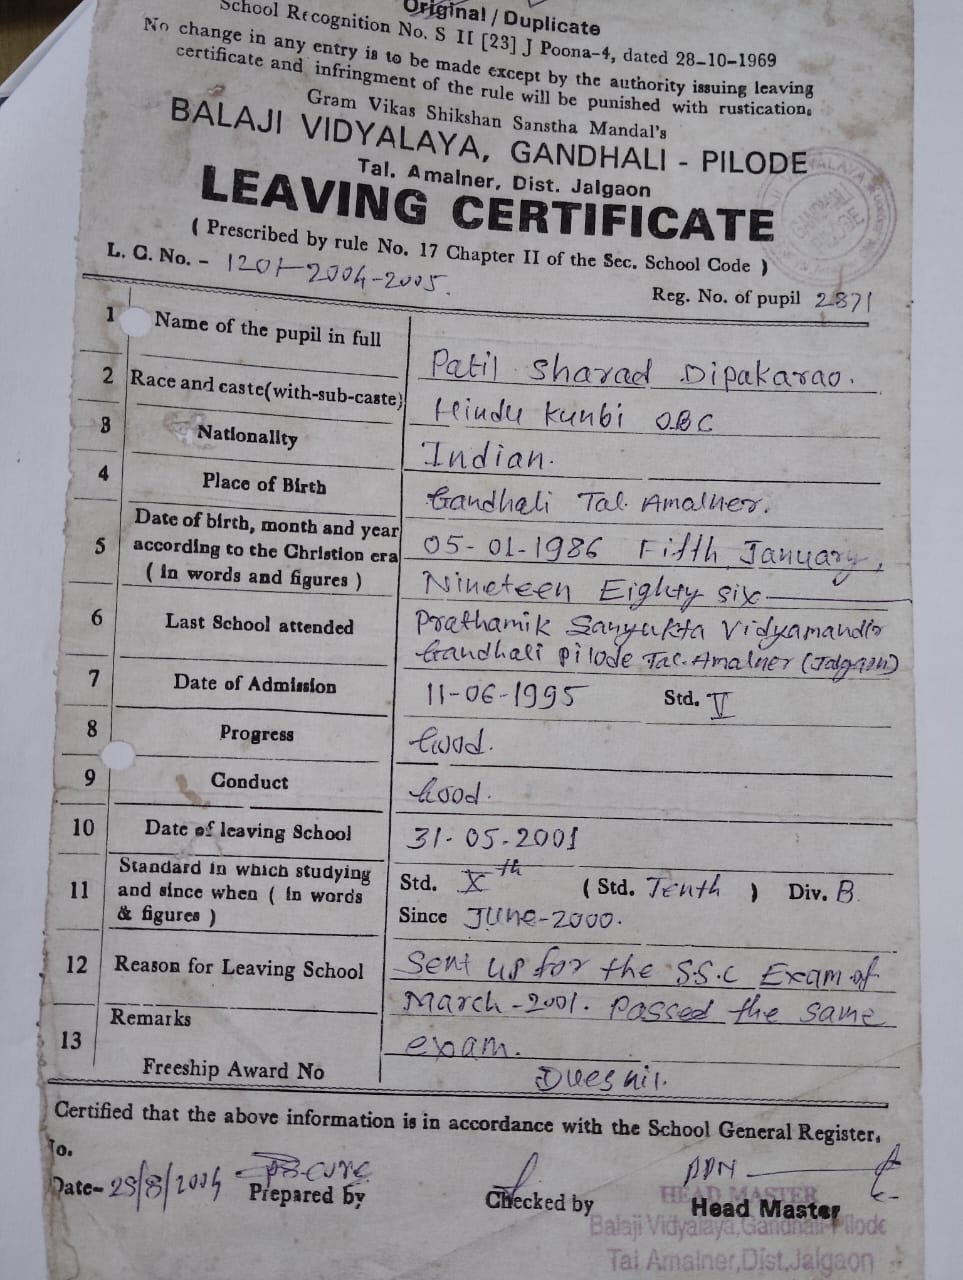 Original / Duplicate
School Recognition No. S II [23] J Poona-4, dated 28-10-1969
No change in any entry is to be made except by the authority issuing leaving
certificate and infringment of the rule will be punished with rustication.
Gram Vikas Shikshan Sanstha Mandal's
BALAJI VIDYALAYA, GANDHALI - PILODE
Tal. Amalner, Dist. Jalgaon
LEAVING CERTIFICATE
( Prescribed by rule No. 17 Chapter II of the Sec. School Code )
L. C. No. - 1201-2004-2005.
Reg. No. of pupil 2871
1 Name of the pupil in full Patil Sharad Dipakarao.
2 Race and caste(with-sub-caste) Hindu Kunbi OBC
3 Nationality Indian.
4 Place of Birth Gandhali Tal. Amalner.
Date of birth, month and year
5 according to the Christion era 05-01-1986 Fifth January,
( in words and figures ) Nineteen Eighty six
6 Last School attended Prathamik Sanyukta Vidyamandir
Gandhali Pilode Tal. Amalner (Jalgaon)
7 Date of Admission 11-06-1995 Std. V
8 Progress Good.
9 Conduct Good.
10 Date of leaving School 31-05-2001
Standard in which studying
11 and since when ( in words Std. Xth ( Std. Tenth ) Div. B.
& figures ) Since June-2000.
12 Reason for Leaving School Sent up for the S.S.C Exam of
March-2001. Passed the same
13 Remarks exam.
Freeship Award No Dues nil.
Certified that the above information is in accordance with the School General Register.
No.
Date- 25/8/2004 Prepared by Checked by Head Master
HEAD MASTER
Balaji Vidyalaya, Gandhali-Pilode
Tal Amalner, Dist, Jalgaon